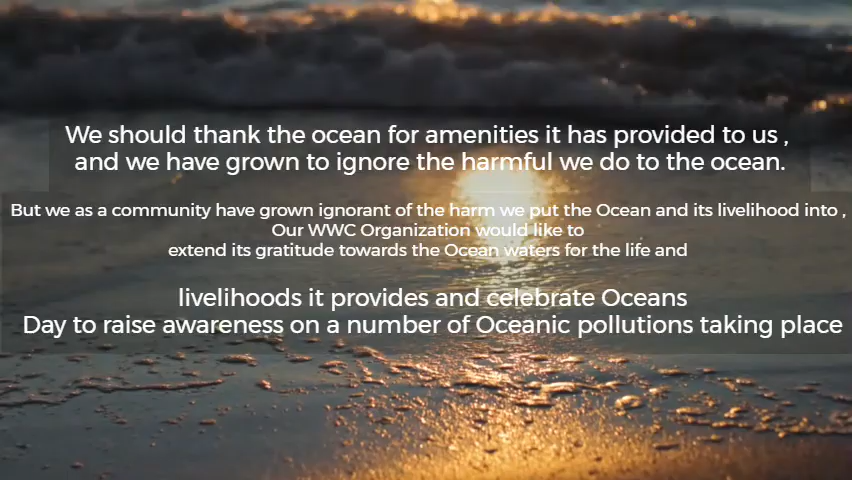 We should thank the ocean for amenities it has provided to us ,
and we have grown to ignore the harmful we do to the ocean.
But we as a community have grown ignorant of the harm we put the Ocean and its livelihood into ,
Our WWC Organization would like to
extend its gratitude towards the Ocean waters for the life and
livelihoods it provides and celebrate Oceans
Day to raise awareness on a number of Oceanic pollutions taking place